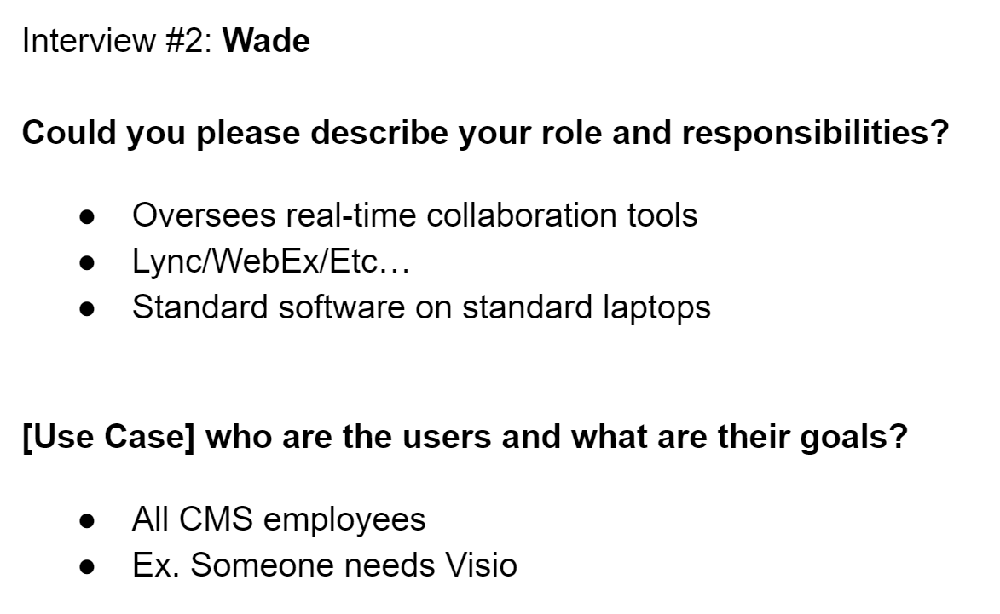 Interview #2: Wade
Could you please describe your role and responsibilities?
● Oversees real-time collaboration tools
● Lync/WebEx/Etc…
● Standard software on standard laptops
[Use Case] who are the users and what are their goals?
● All CMS employees
● Ex. Someone needs Visio